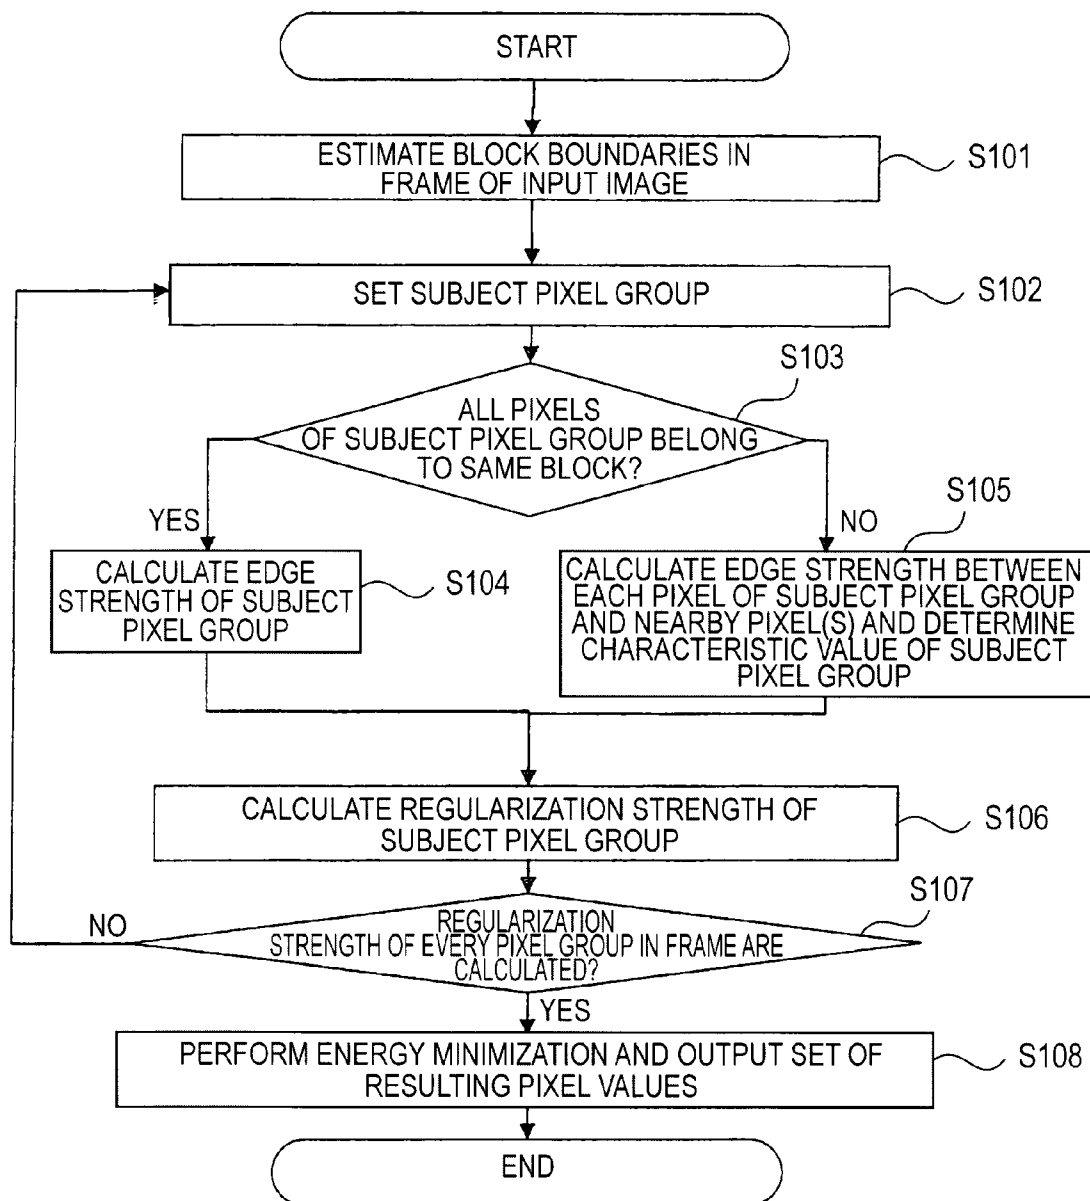 START
ESTIMATE BLOCK BOUNDARIES IN
FRAME OF INPUT IMAGE
S101
SET SUBJECT PIXEL GROUP
S102
S103
ALL PIXELS
OF SUBJECT PIXEL GROUP BELONG
TO SAME BLOCK?
YES
NO
S105
CALCULATE EDGE
STRENGTH OF SUBJECT
PIXEL GROUP
S104
CALCULATE EDGE STRENGTH BETWEEN
EACH PIXEL OF SUBJECT PIXEL GROUP
AND NEARBY PIXEL(S) AND DETERMINE
CHARACTERISTIC VALUE OF SUBJECT
PIXEL GROUP
CALCULATE REGULARIZATION STRENGTH OF
SUBJECT PIXEL GROUP
S106
S107
NO
REGULARIZATION
STRENGTH OF EVERY PIXEL GROUP IN FRAME ARE
CALCULATED?
YES
PERFORM ENERGY MINIMIZATION AND OUTPUT SET OF
RESULTING PIXEL VALUES
S108
END